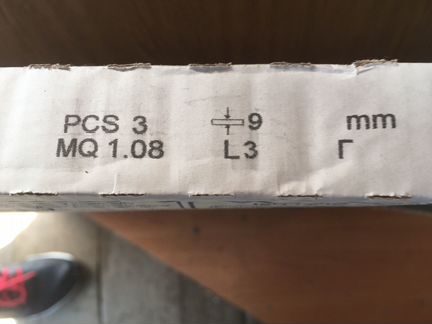 PCS 3 9 mm
MQ 1.08 L3 Г